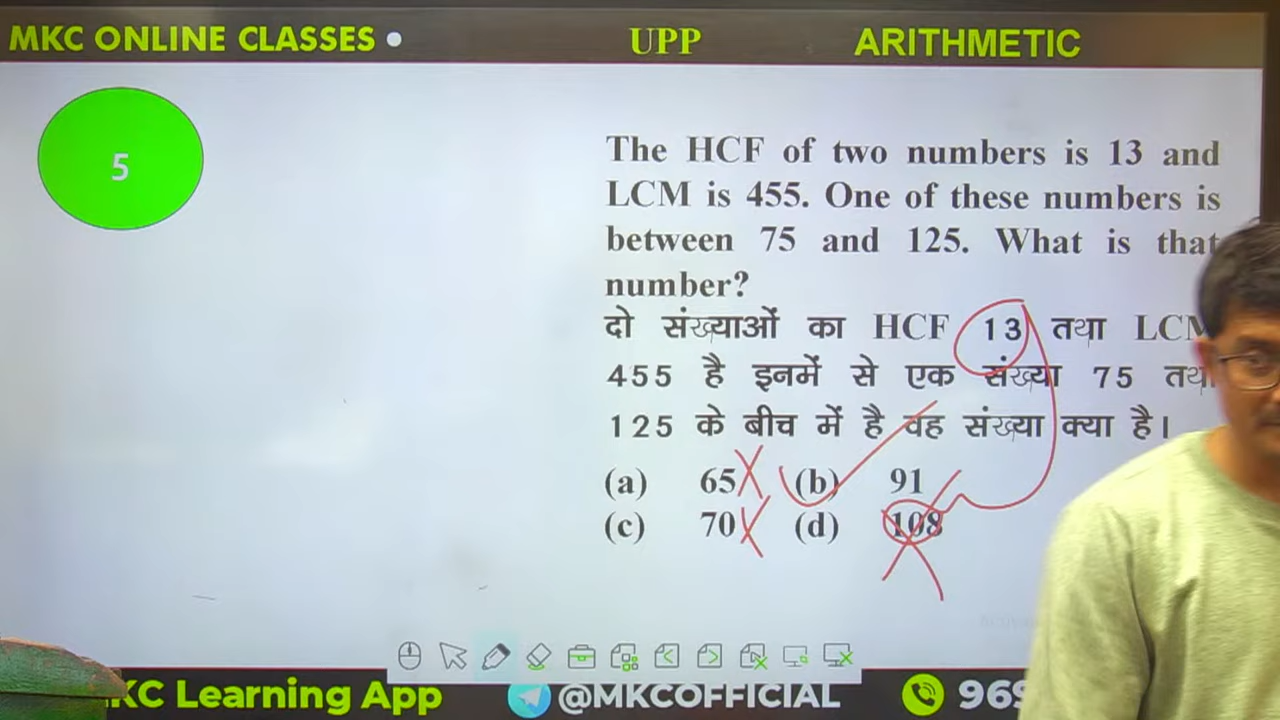 MKC ONLINE CLASSES
UPP
ARITHMETIC
5
The HCF of two numbers is 13 and
LCM is 455. One of these numbers is
between 75 and 125. What is that
number?
दो संख्याओं का HCF 13 तथा LCM
455 है इनमें से एक संख्या 75 तथा
125 के बीच में है वह संख्या क्या है।
(a) 65 (b) 91
(c) 70 (d) 108
Learning App
@MKCOFFICIAL